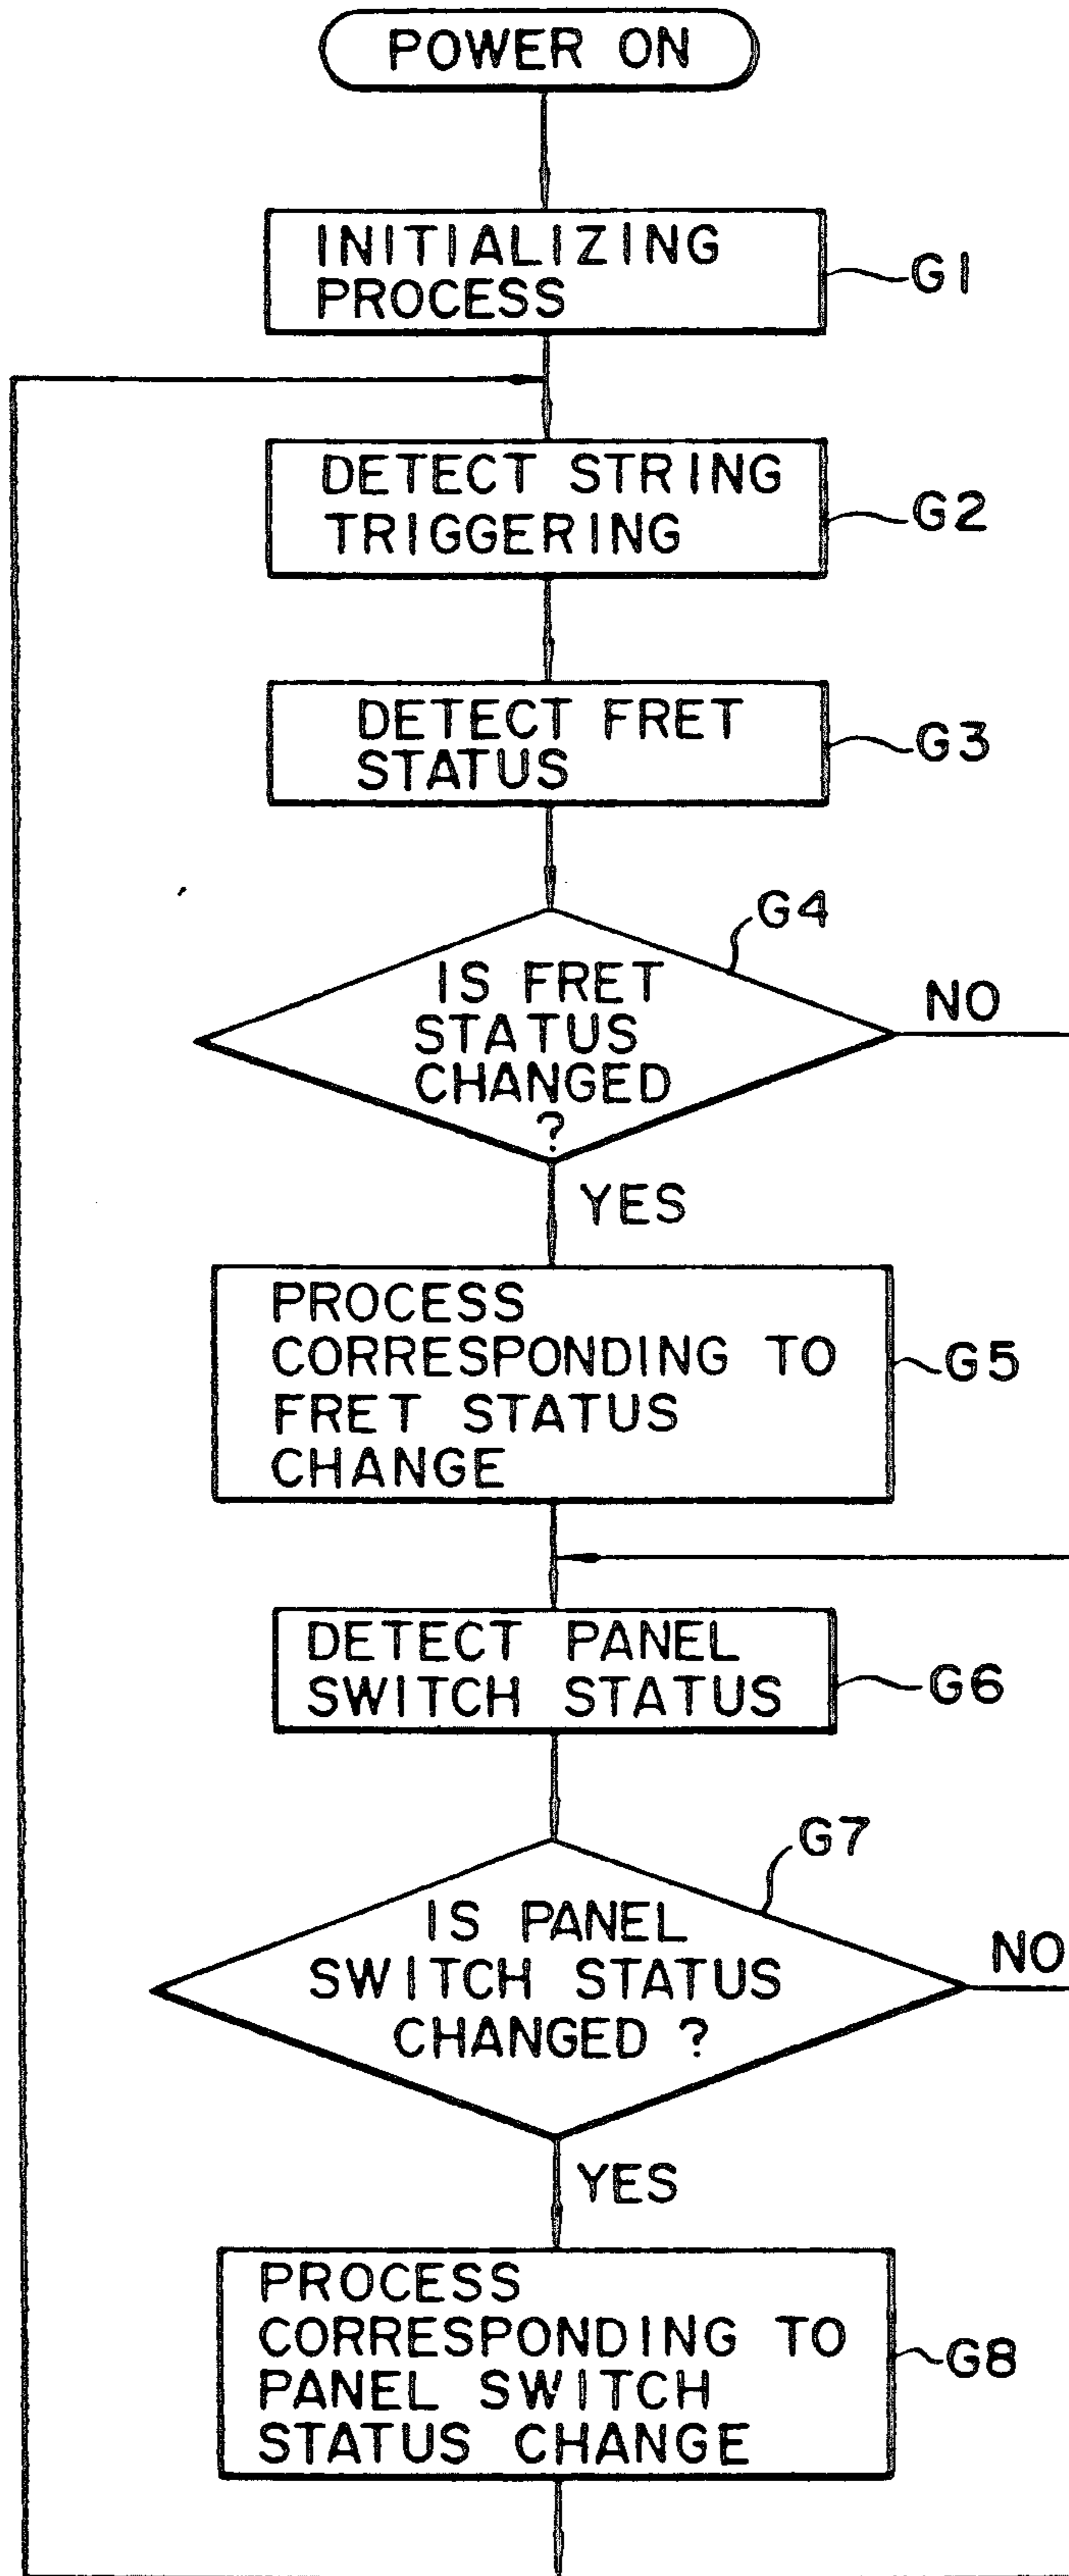 POWER ON
INITIALIZING
PROCESS
G1
DETECT STRING
TRIGGERING
G2
DETECT FRET
STATUS
G3
G4
IS FRET
STATUS
CHANGED
?
NO
YES
PROCESS
CORRESPONDING TO
FRET STATUS
CHANGE
G5
DETECT PANEL
SWITCH STATUS
G6
G7
IS PANEL
SWITCH STATUS
CHANGED ?
NO
YES
PROCESS
CORRESPONDING TO
PANEL SWITCH
STATUS CHANGE
G8